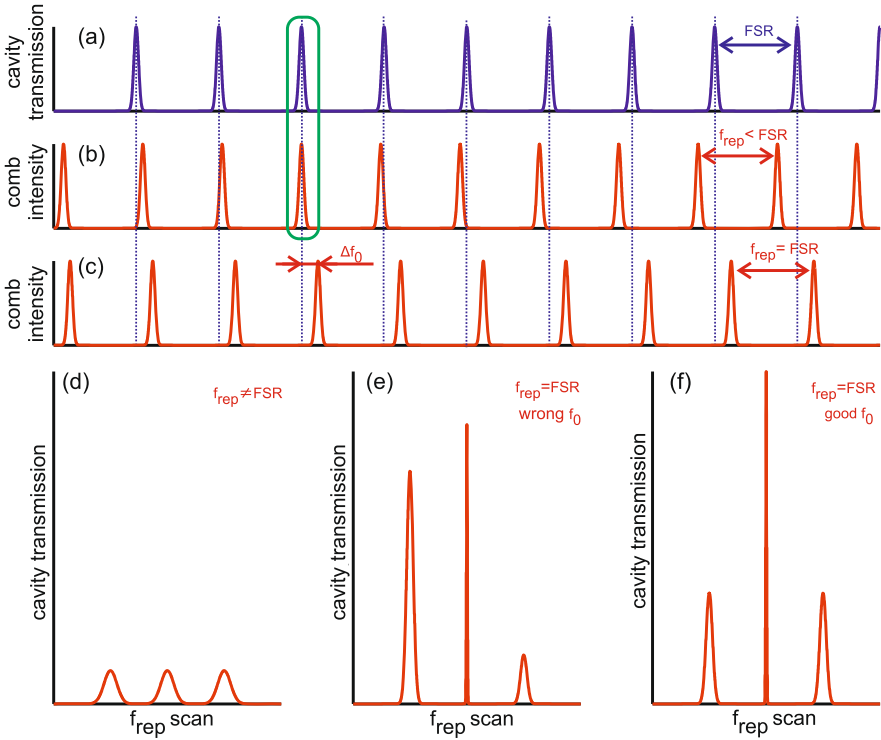 (a)
cavity
transmission
FSR
(b)
comb
intensity
f_rep < FSR
(c)
comb
intensity
Δf_0
f_rep = FSR
(d)
f_rep ≠ FSR
cavity transmission
f_rep scan
(e)
f_rep = FSR
wrong f_0
cavity transmission
f_rep scan
(f)
f_rep = FSR
good f_0
cavity transmission
f_rep scan